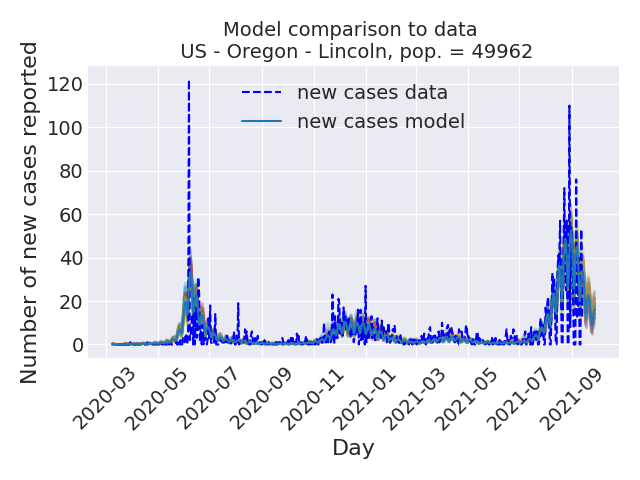 Model comparison to data
US - Oregon - Lincoln, pop. = 49962
Number of new cases reported
120
100
80
60
40
20
0
new cases data
new cases model
2020-03
2020-05
2020-07
2020-09
2020-11
2021-01
2021-03
2021-05
2021-07
2021-09
Day